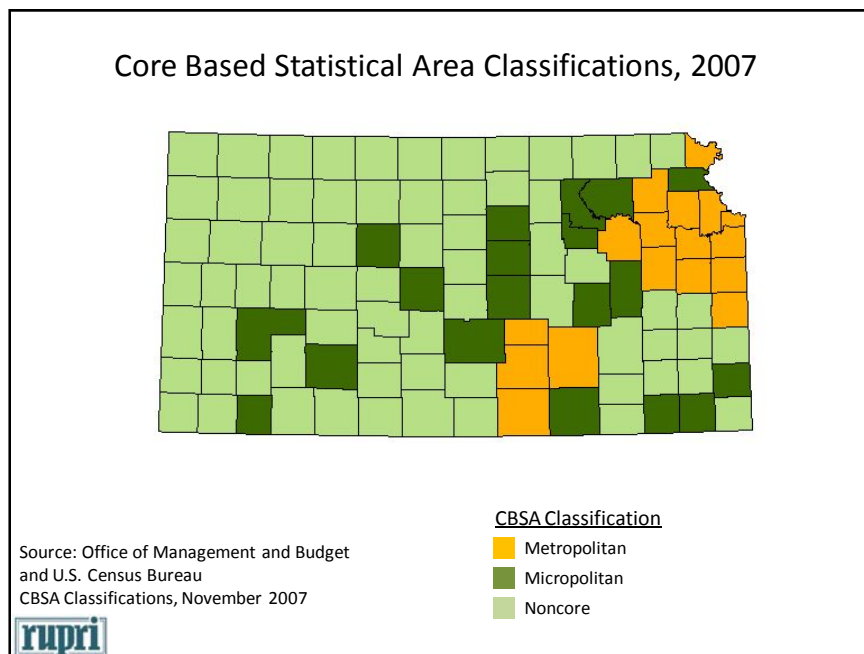 Core Based Statistical Area Classifications, 2007
CBSA Classification
Metropolitan
Micropolitan
Noncore
Source: Office of Management and Budget
and U.S. Census Bureau
CBSA Classifications, November 2007
rupri